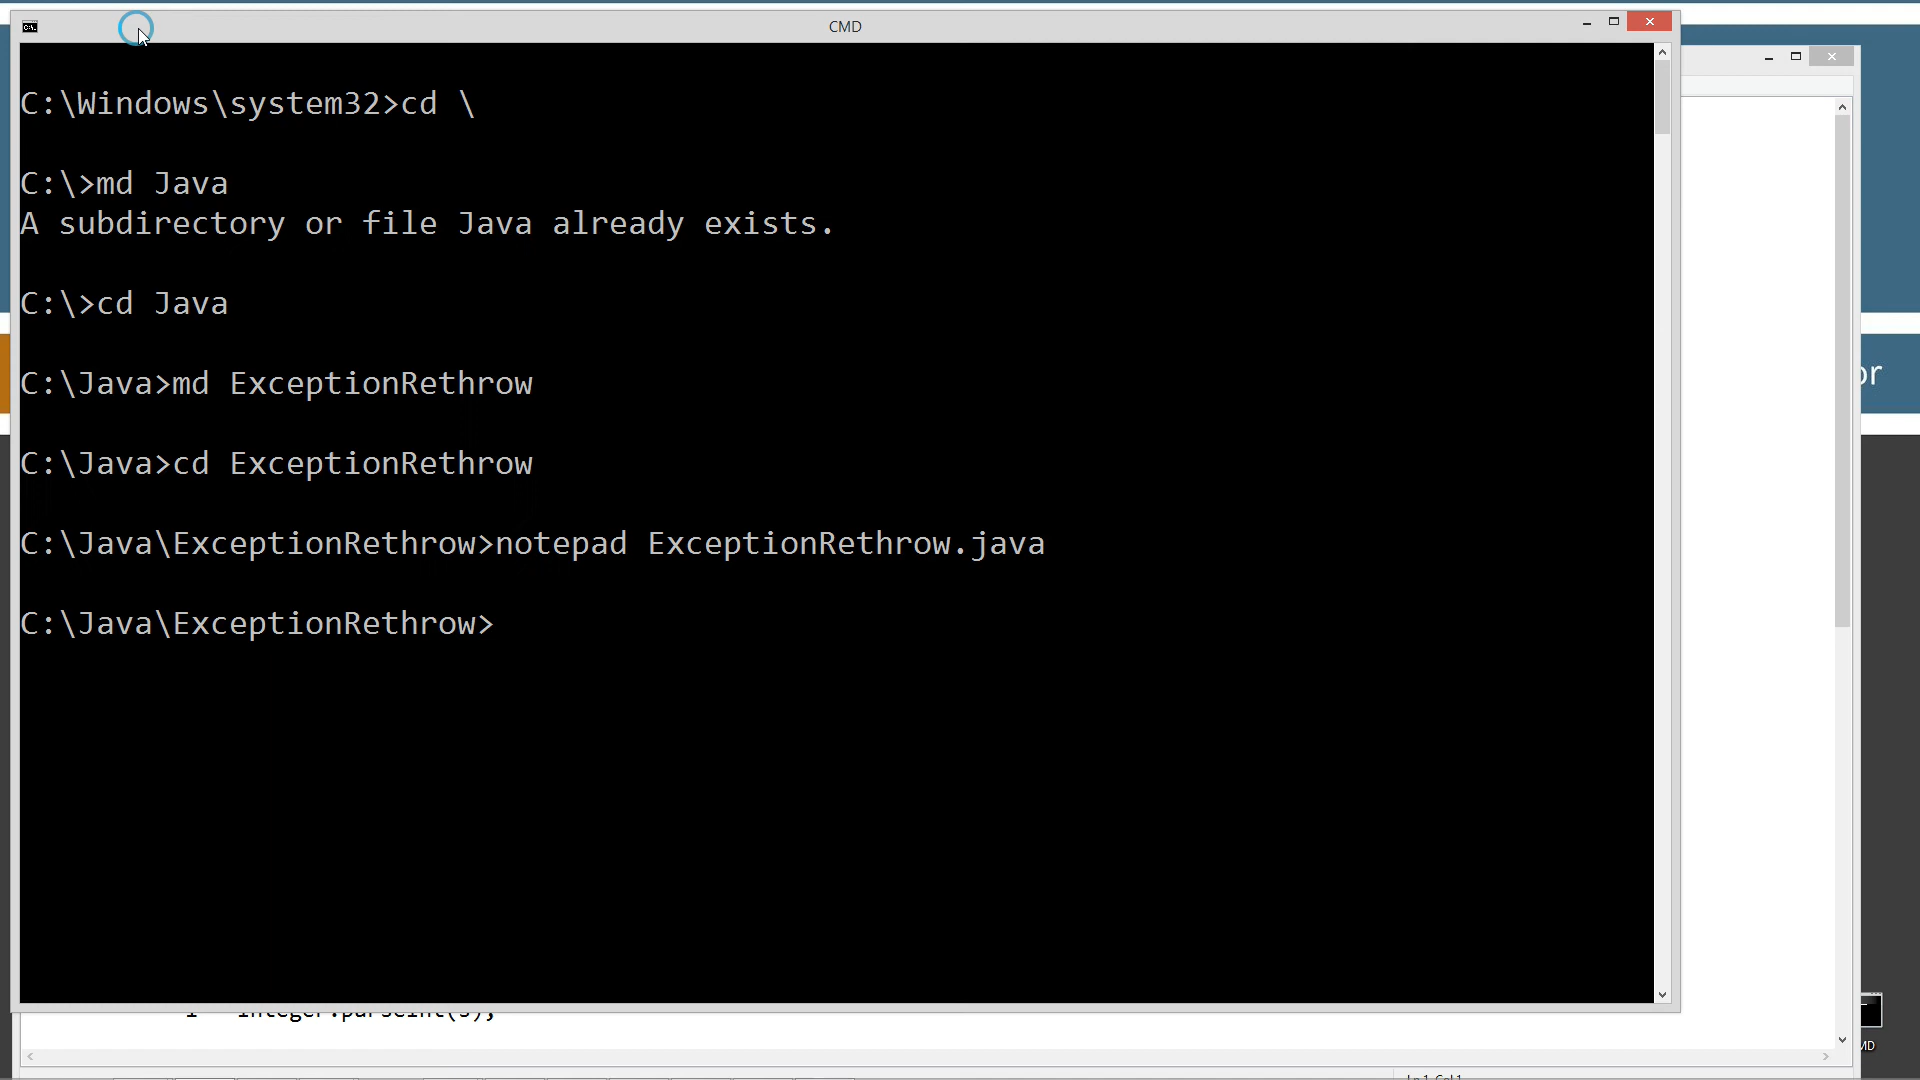 CMD
C:\Windows\system32>cd \
C:\>md Java
A subdirectory or file Java already exists.
C:\>cd Java
C:\Java>md ExceptionRethrow
C:\Java>cd ExceptionRethrow
C:\Java\ExceptionRethrow>notepad ExceptionRethrow.java
C:\Java\ExceptionRethrow>
or